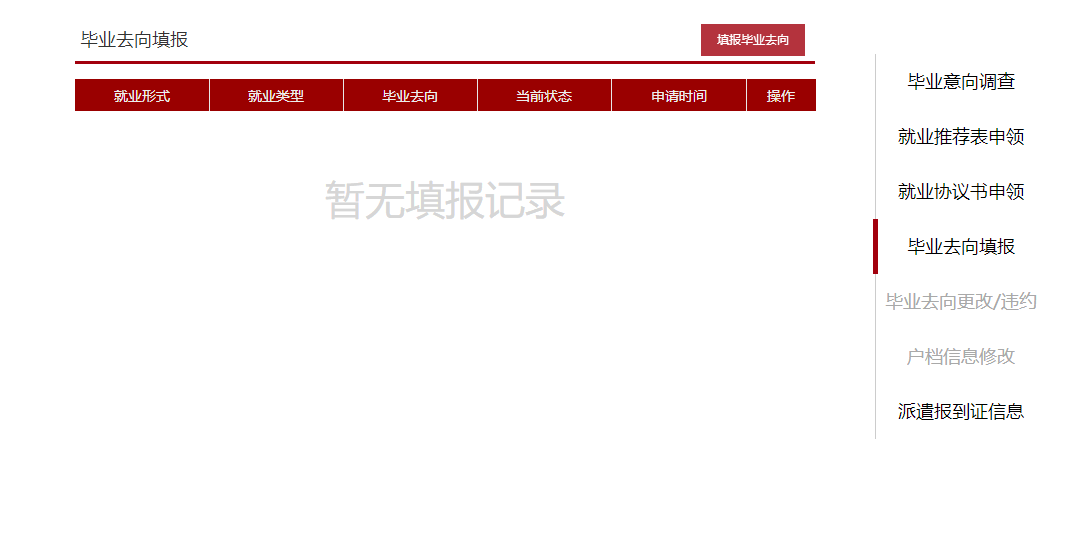 毕业去向填报
填报毕业去向
就业形式 就业类型 毕业去向 当前状态 申请时间 操作
暂无填报记录
毕业意向调查
就业推荐表申领
就业协议书申领
毕业去向填报
毕业去向更改/违约
户档信息修改
派遣报到证信息